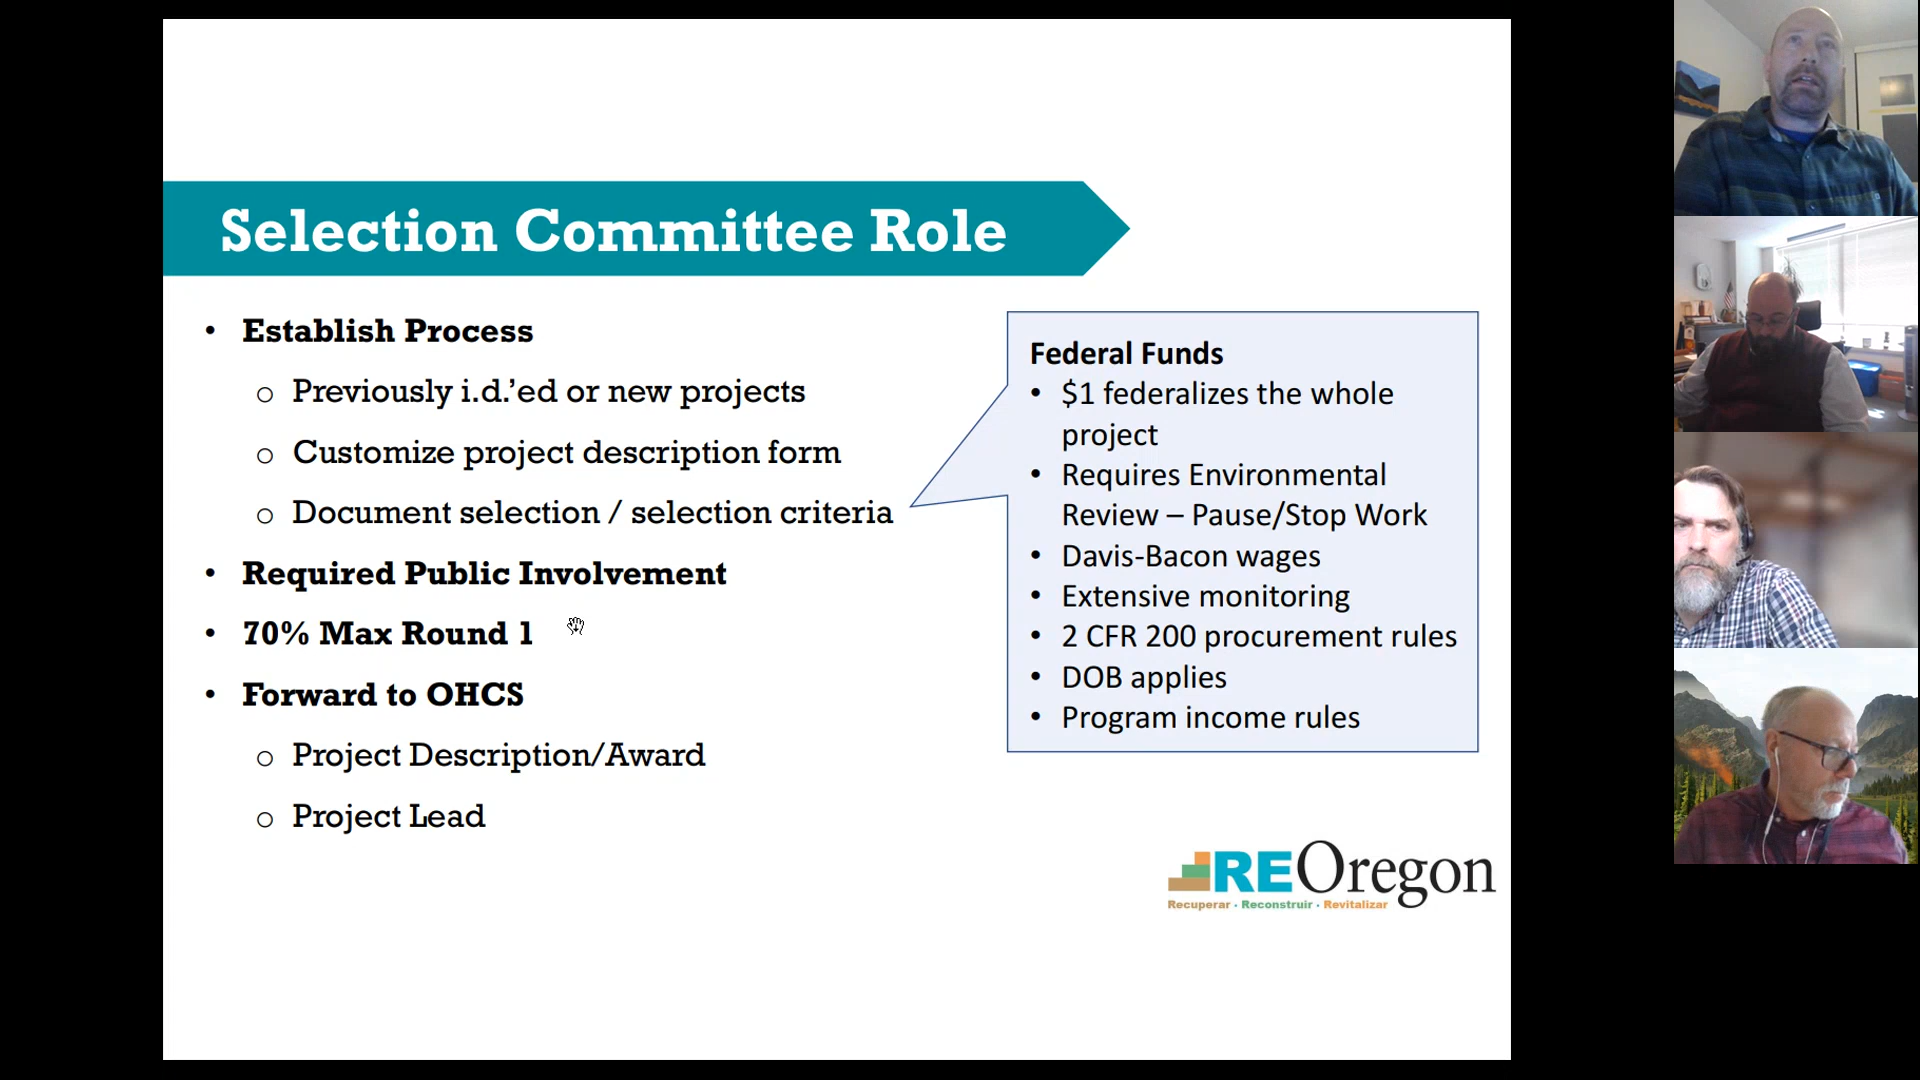 Selection Committee Role
• Establish Process
o Previously i.d.’ed or new projects
o Customize project description form
o Document selection / selection criteria
• Required Public Involvement
• 70% Max Round 1
• Forward to OHCS
o Project Description/Award
o Project Lead
Federal Funds
• $1 federalizes the whole
project
• Requires Environmental
Review – Pause/Stop Work
• Davis-Bacon wages
• Extensive monitoring
• 2 CFR 200 procurement rules
• DOB applies
• Program income rules
REOregon
Recuperar · Reconstruir · Revitalizar